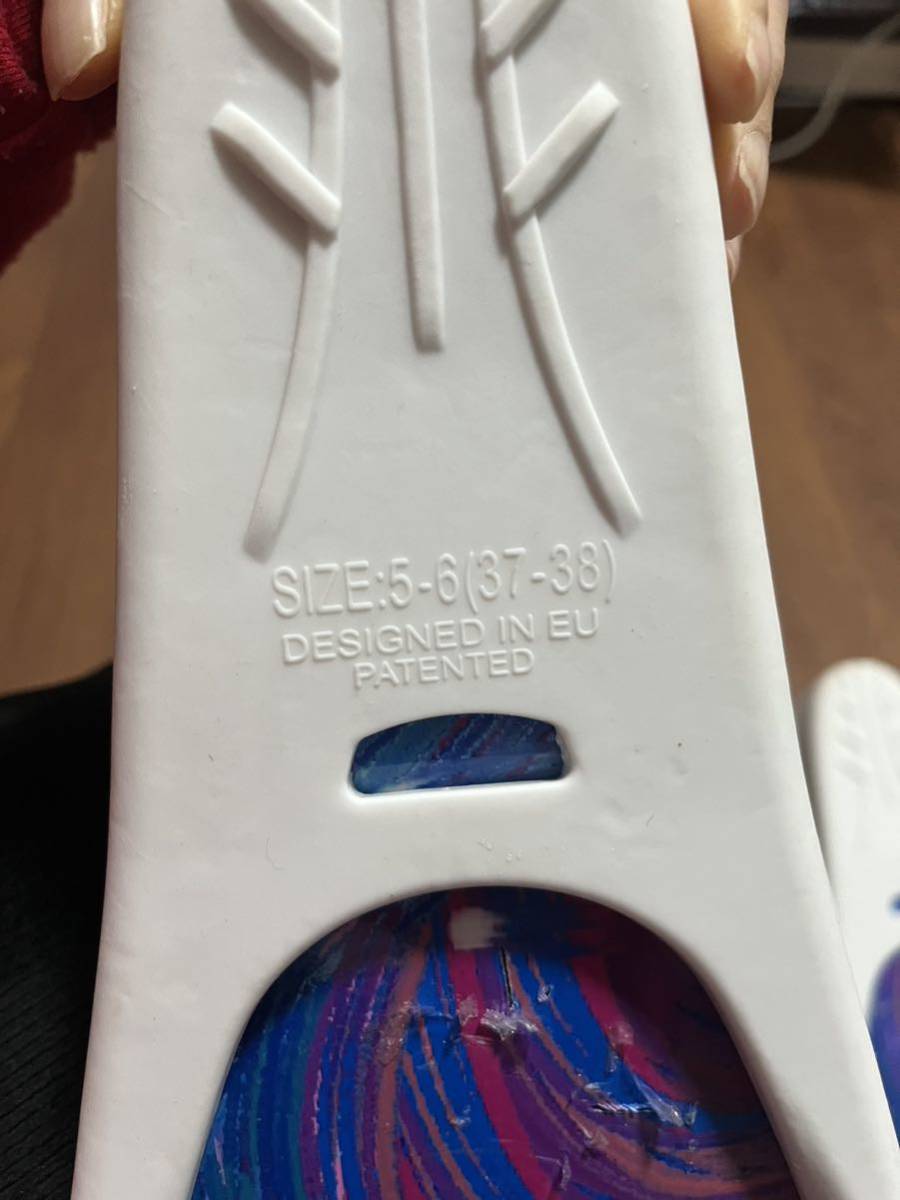 SIZE:5-6(37-38)
DESIGNED IN EU
PATENTED